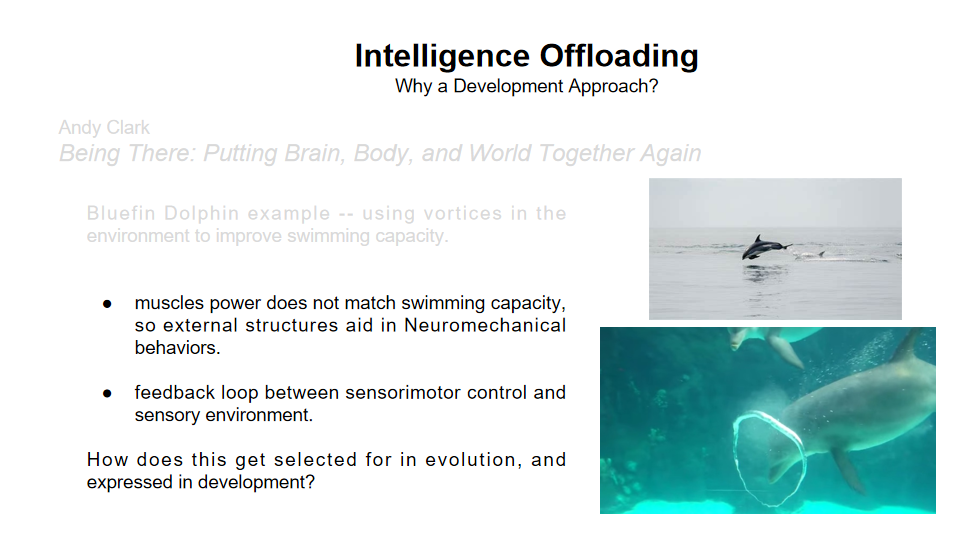 Intelligence Offloading
Why a Development Approach?
Andy Clark
Being There: Putting Brain, Body, and World Together Again
Bluefin Dolphin example -- using vortices in the
environment to improve swimming capacity.
● muscles power does not match swimming capacity,
so external structures aid in Neuromechanical
behaviors.
● feedback loop between sensorimotor control and
sensory environment.
How does this get selected for in evolution, and
expressed in development?